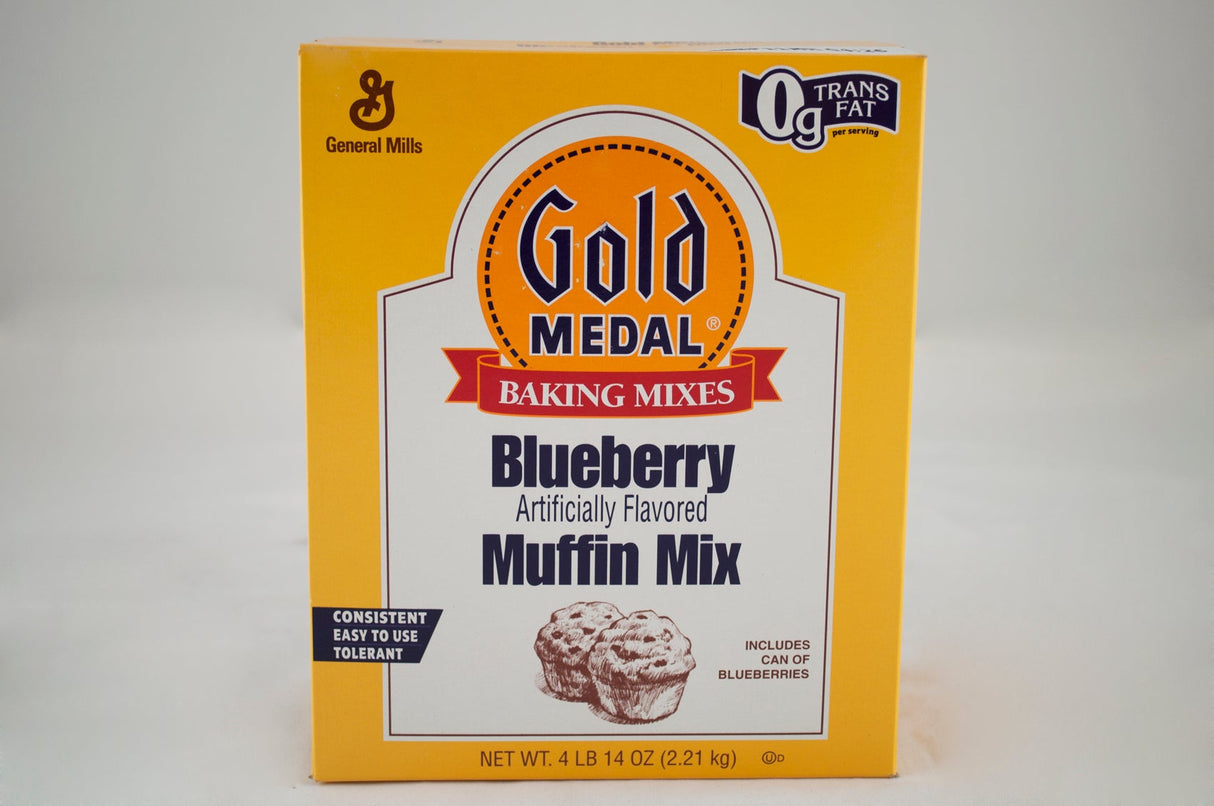 General Mills
0g TRANS
FAT
per serving
Gold
MEDAL®
BAKING MIXES
Blueberry
Artificially Flavored
Muffin Mix
CONSISTENT
EASY TO USE
TOLERANT
INCLUDES
CAN OF
BLUEBERRIES
NET WT. 4 LB 14 OZ (2.21 kg) ⓊD